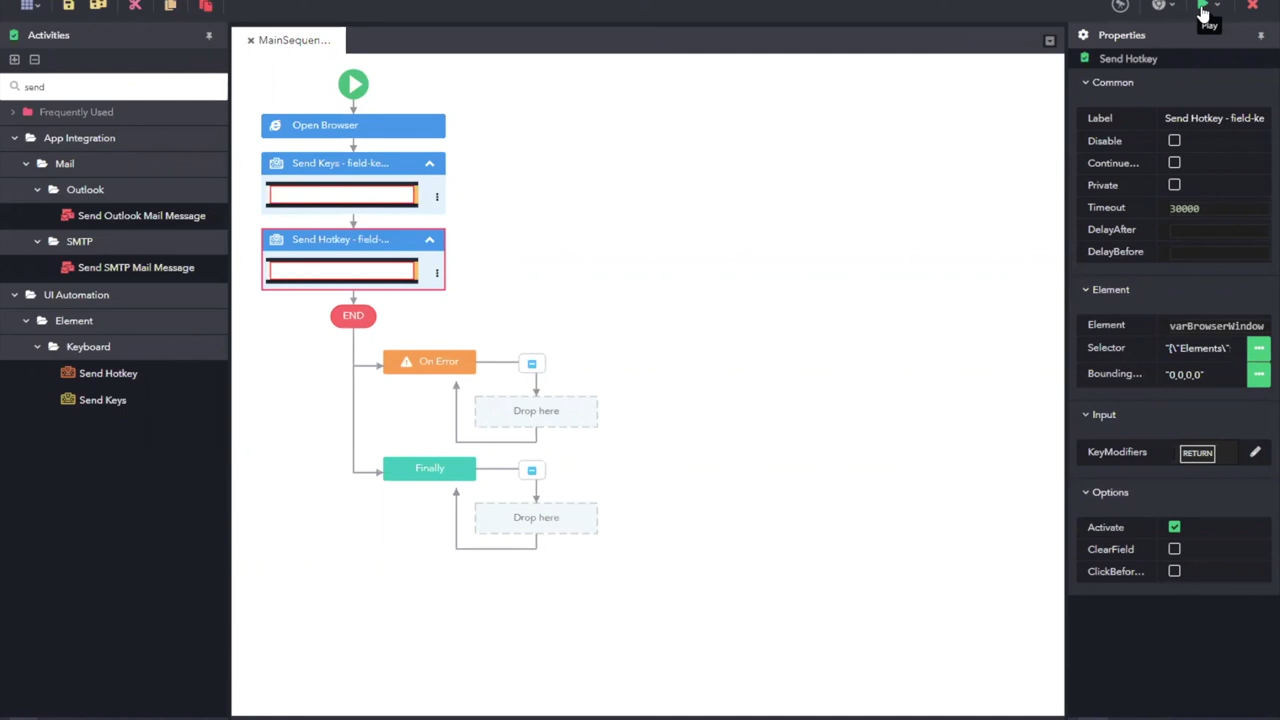 Activities
send
Frequently Used
App Integration
Mail
Outlook
Send Outlook Mail Message
SMTP
Send SMTP Mail Message
UI Automation
Element
Keyboard
Send Hotkey
Send Keys
MainSequen...
Open Browser
Send Keys - field-ke...
Send Hotkey - field-...
END
On Error
Drop here
Finally
Drop here
Play
Properties
Send Hotkey
Common
Label Send Hotkey - field-ke
Disable
Continue...
Private
Timeout 30000
DelayAfter
DelayBefore
Element
Element varBrowserWindow
Selector "{\"Elements\":
Bounding... "0,0,0,0"
Input
KeyModifiers RETURN
Options
Activate
ClearField
ClickBefor...